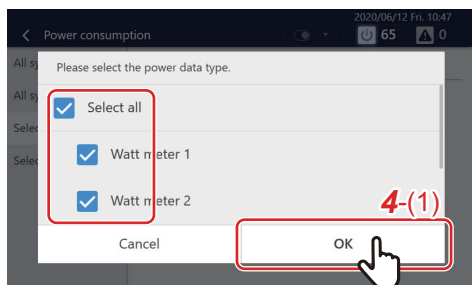 2020/06/12 Fri. 10:47
Power consumption
65
0
All sy
Please select the power data type.
All sy
Select all
Selec
Watt meter 1
Selec
Watt meter 2
4-(1)
Cancel
OK